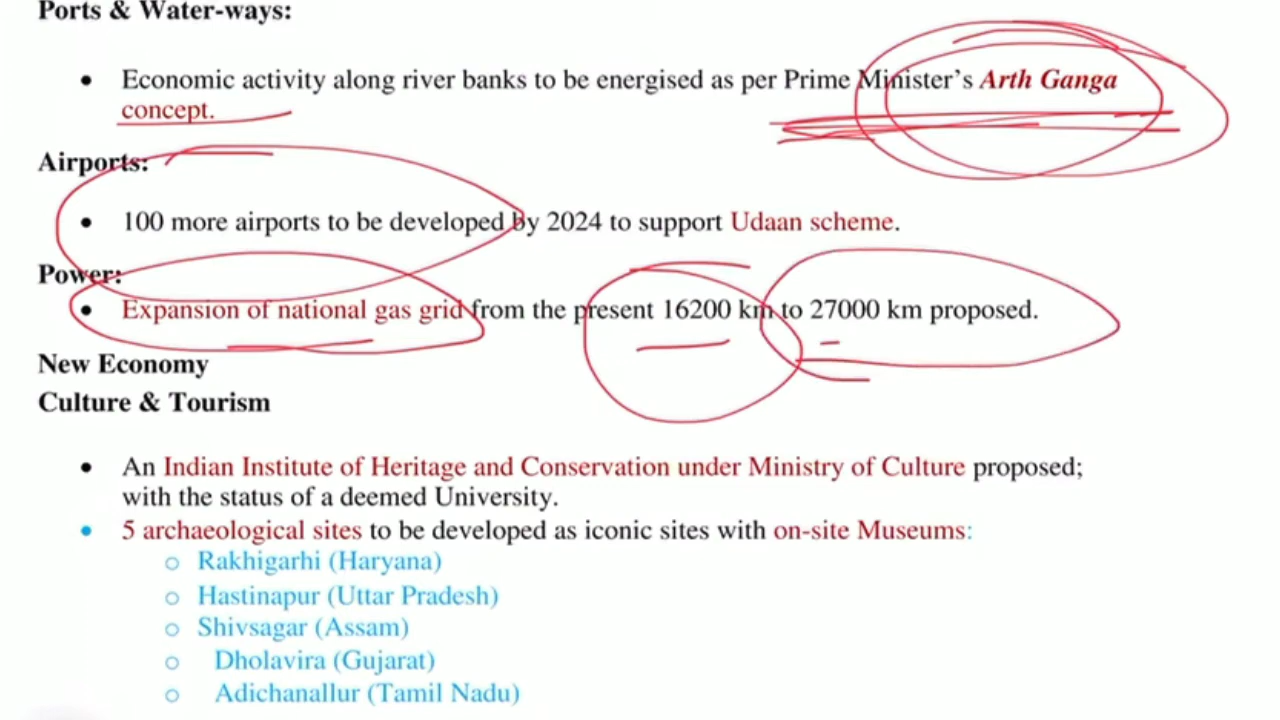 Ports & Water-ways:
• Economic activity along river banks to be energised as per Prime Minister's Arth Ganga
concept.
Airports:
• 100 more airports to be developed by 2024 to support Udaan scheme.
Power:
• Expansion of national gas grid from the present 16200 km to 27000 km proposed.
New Economy
Culture & Tourism
• An Indian Institute of Heritage and Conservation under Ministry of Culture proposed;
with the status of a deemed University.
• 5 archaeological sites to be developed as iconic sites with on-site Museums:
o Rakhigarhi (Haryana)
o Hastinapur (Uttar Pradesh)
o Shivsagar (Assam)
o Dholavira (Gujarat)
o Adichanallur (Tamil Nadu)